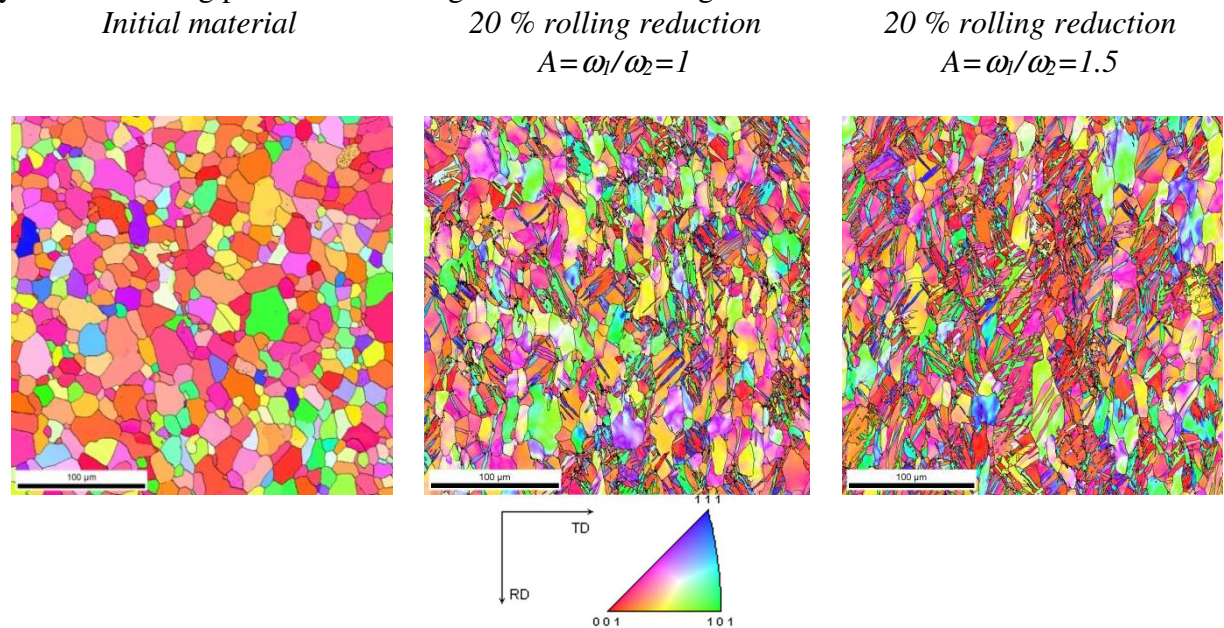 Initial material
20 % rolling reduction
A=ω1/ω2=1
20 % rolling reduction
A=ω1/ω2=1.5
100 µm
100 µm
100 µm
TD
RD
1 1 1
0 0 1
1 0 1